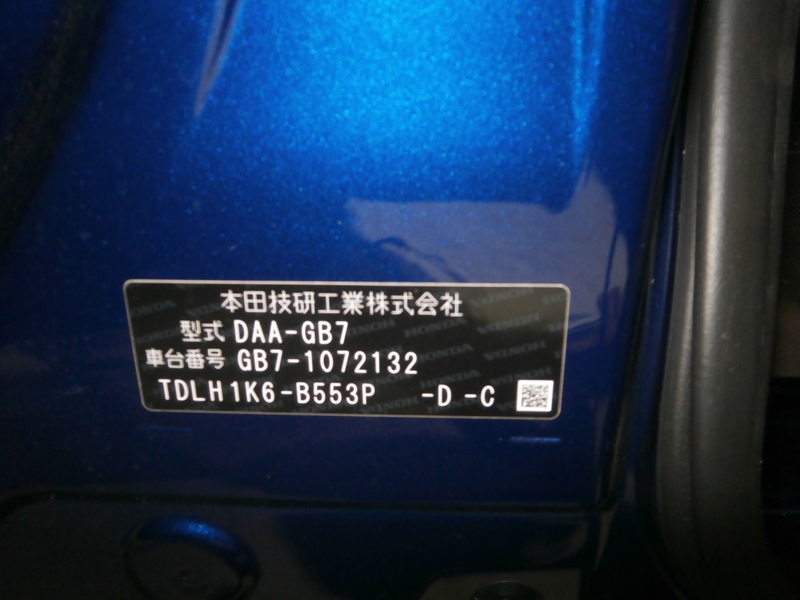 本田技研工業株式会社
型式 DAA-GB7
車台番号 GB7-1072132
TDLH1K6-B553P -D -C